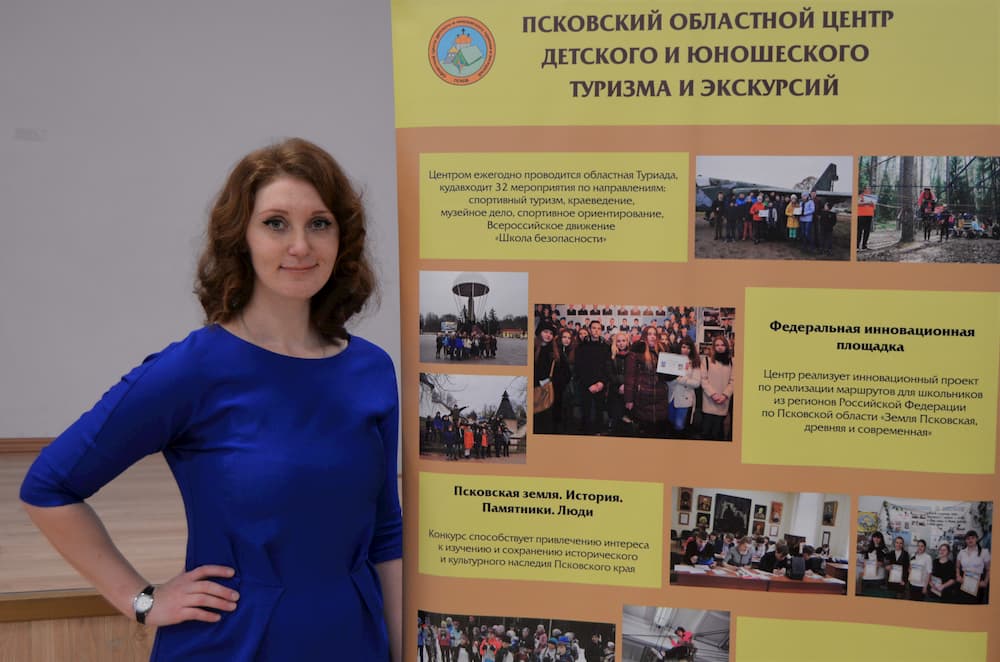 ПСКОВСКИЙ ОБЛАСТНОЙ ЦЕНТР
ДЕТСКОГО И ЮНОШЕСКОГО
ТУРИЗМА И ЭКСКУРСИЙ
Центром ежегодно проводится областная Туриада,
кудавходит 32 мероприятия по направлениям:
спортивный туризм, краеведение,
музейное дело, спортивное ориентирование,
Всероссийское движение
«Школа безопасности»
Федеральная инновационная
площадка
Центр реализует инновационный проект
по реализации маршрутов для школьников
из регионов Российской Федерации
по Псковской области «Земля Псковская,
древняя и современная»
Псковская земля. История.
Памятники. Люди
Конкурс способствует привлечению интереса
к изучению и сохранению исторического
и культурного наследия Псковского края